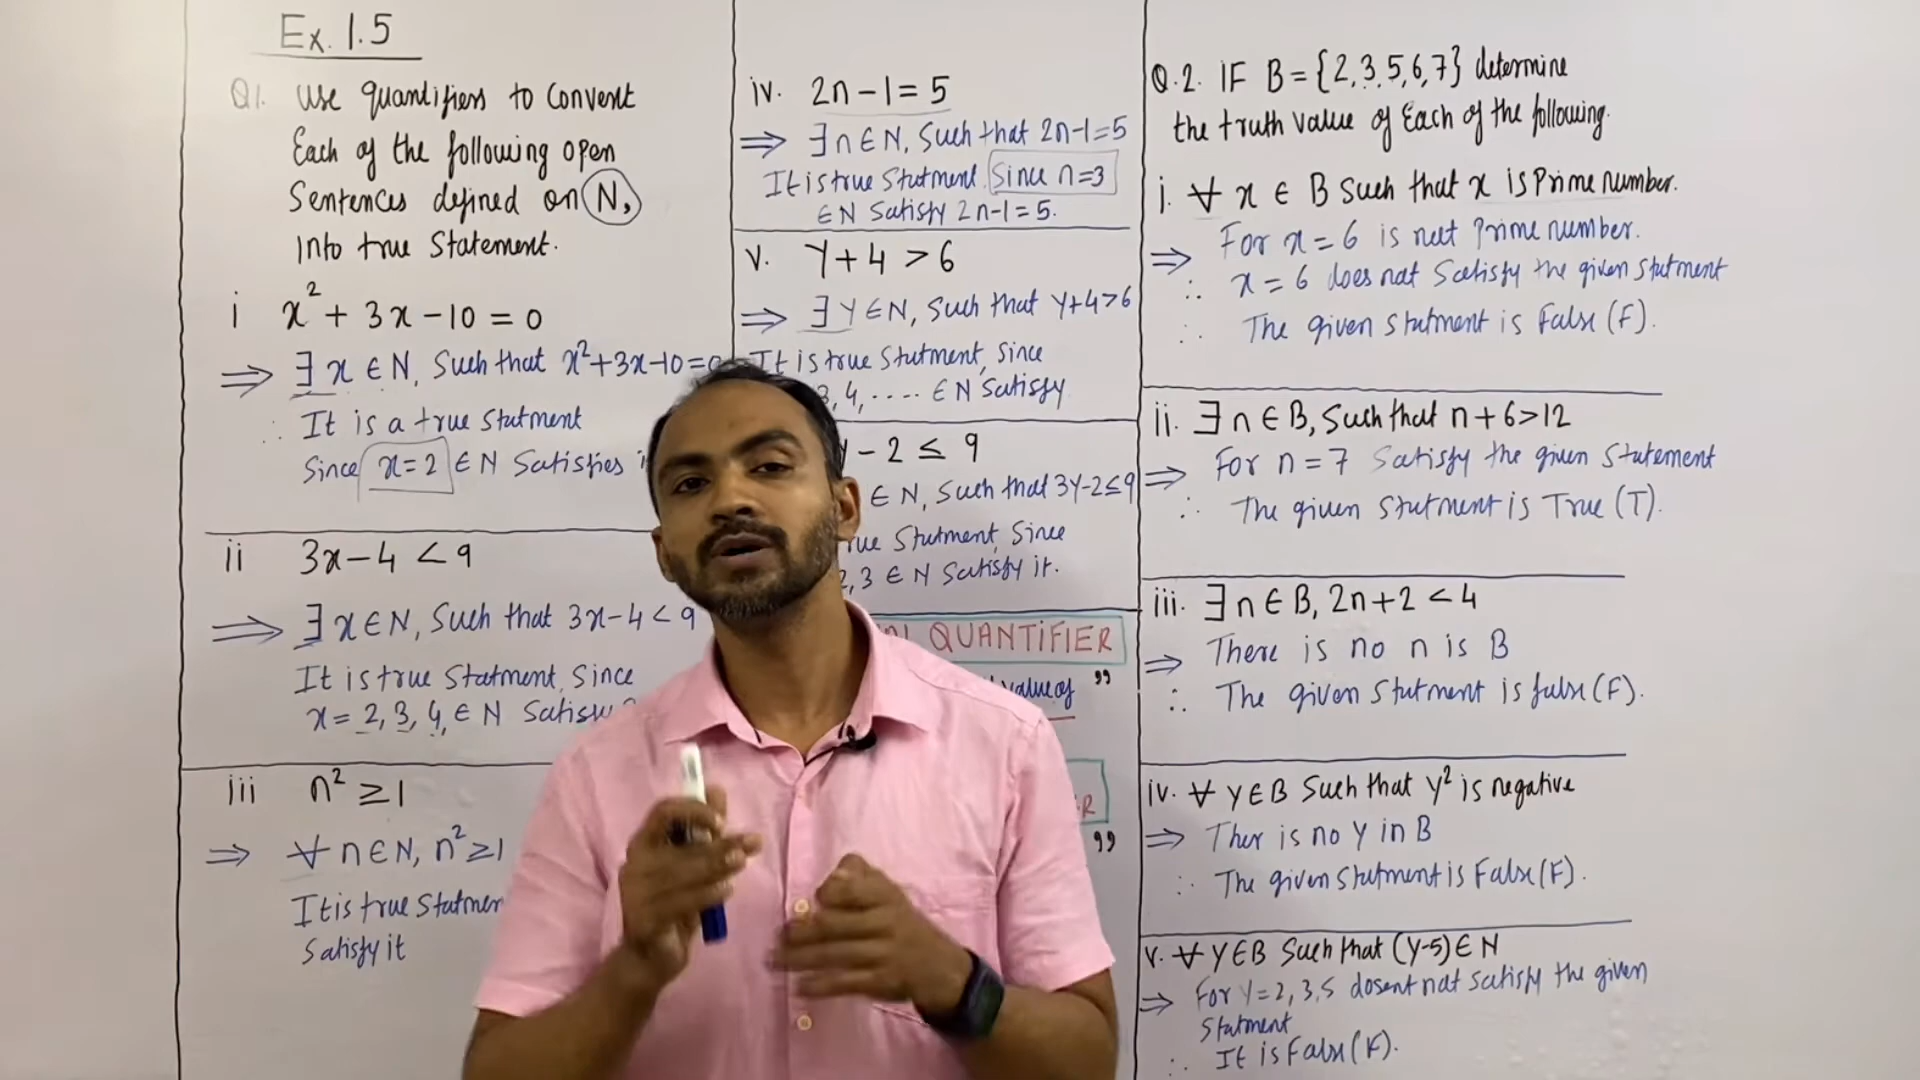 Ex. 1.5
Q1. Use quantifiers to Convert
Each of the following open
Sentences defined on N,
into true Statement.
i x² + 3x - 10 = 0
⇒ ∃ x ∈ N, Such that x²+3x-10=0
∴ It is a true Statment
Since x=2 ∈ N Satisfies
ii 3x - 4 < 9
⇒ ∃ x ∈ N, Such that 3x-4 < 9
It is true Statment, Since
x = 2, 3, 4, ∈ N Satisfy
iii n² ≥ 1
⇒ ∀ n ∈ N, n² ≥ 1
It is true Statmen
Satisfy it
iv. 2n - 1 = 5
⇒ ∃ n ∈ N, Such that 2n-1=5
It is true Statment, Since n=3
∈ N Satisfy 2n-1=5.
v. Y + 4 > 6
⇒ ∃ Y ∈ N, Such that Y+4>6
It is true Statment, Since
3, 4, .... ∈ N Satisfy
Y - 2 ≤ 9
∈ N, Such that 3Y-2≤9
rue Statment, Since
2, 3 ∈ N Satisfy it.
QUANTIFIER
value of "
R
"
Q.2. IF B = {2,3,5,6,7} determine
the truth value of Each of the following.
i. ∀ x ∈ B Such that x is Prime number.
⇒ For x = 6 is not Prime number.
∴ x = 6 does not Satisfy the given Statment
∴ The given Statment is False (F).
ii. ∃ n ∈ B, Such that n + 6 > 12
⇒ For n = 7 Satisfy the given Statement
∴ The given Statment is True (T).
iii. ∃ n ∈ B, 2n+2 < 4
⇒ There is no n is B
∴ The given Statment is false (F).
iv. ∀ Y ∈ B Such that Y² is negative
⇒ Ther is no Y in B
∴ The given Statment is False (F).
v. ∀ Y ∈ B Such that (Y-5) ∈ N
⇒ For Y = 2, 3, 5 dosent not Satisfy the given
Statment
∴ It is False (F).